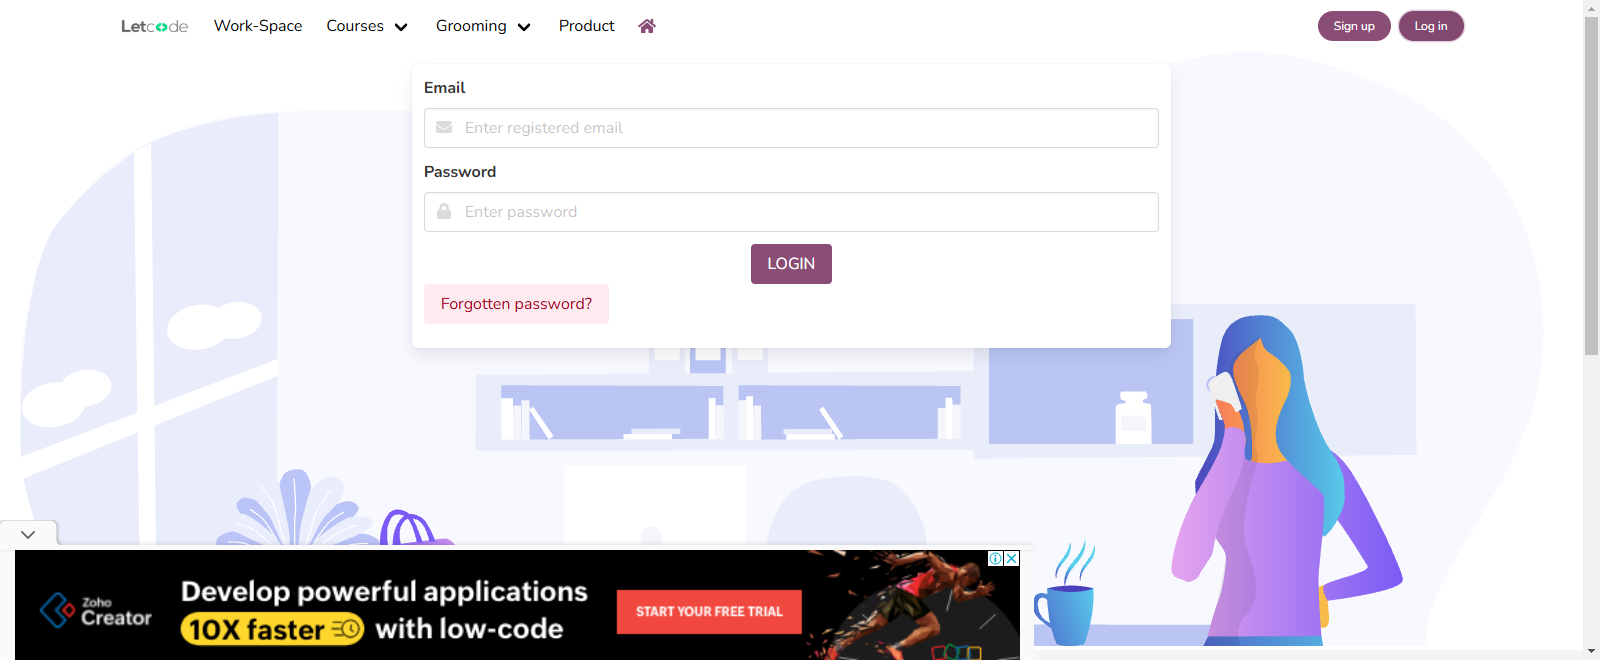 Letcode Work-Space Courses Grooming Product Sign up Log in
Email
Enter registered email
Password
Enter password
LOGIN
Forgotten password?
Zoho
Creator
Develop powerful applications
10X faster with low-code
START YOUR FREE TRIAL